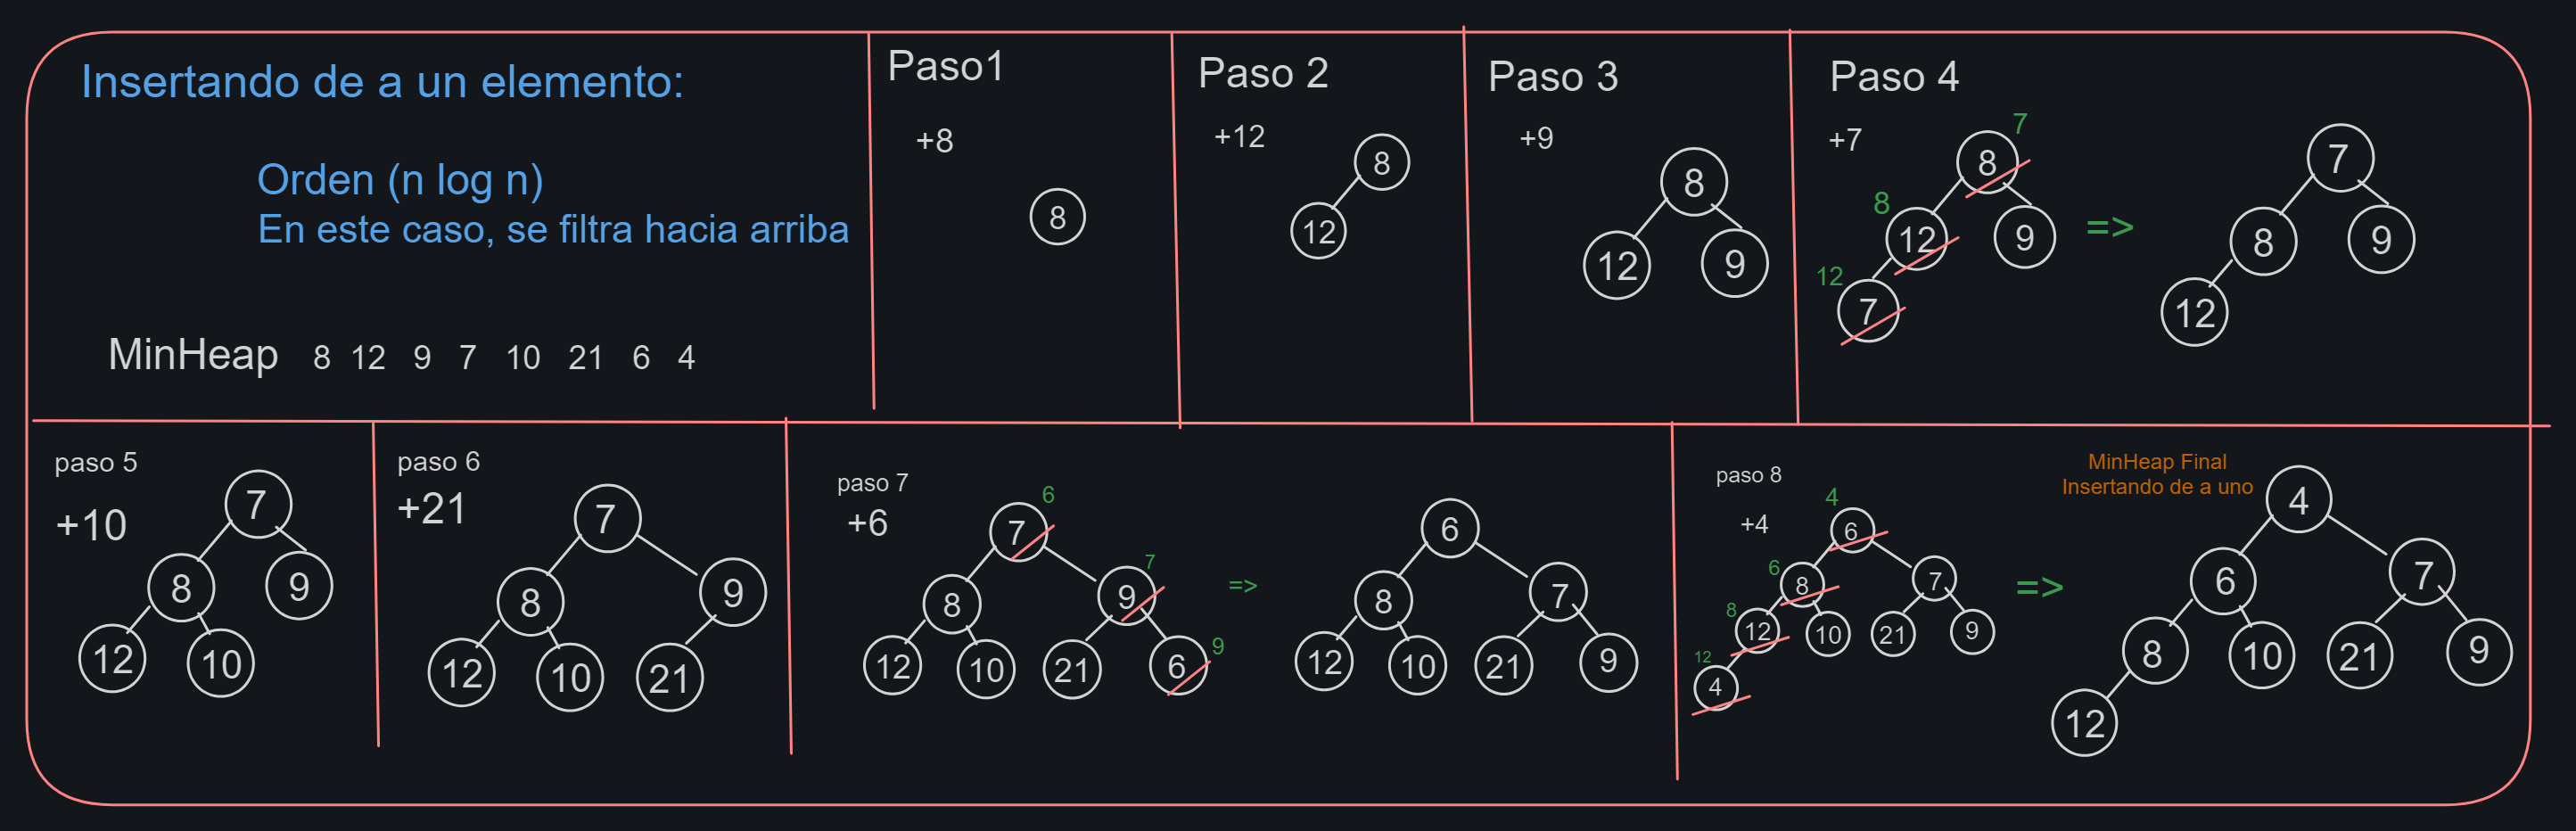 Insertando de a un elemento:
Orden (n log n)
En este caso, se filtra hacia arriba
MinHeap 8 12 9 7 10 21 6 4
Paso1
+8
8
Paso 2
+12
8
12
Paso 3
+9
8
12 9
Paso 4
+7
7
8
8
12 9
12
7
=>
7
8 9
12
paso 5
+10
7
8 9
12 10
paso 6
+21
7
8 9
12 10 21
paso 7
+6
6
7
7
8 9
9
12 10 21 6
=>
6
8 7
12 10 21 9
paso 8
+4
4
6
6
8 7
8
12 10 21 9
12
4
=>
MinHeap Final
Insertando de a uno
4
6 7
8 10 21 9
12